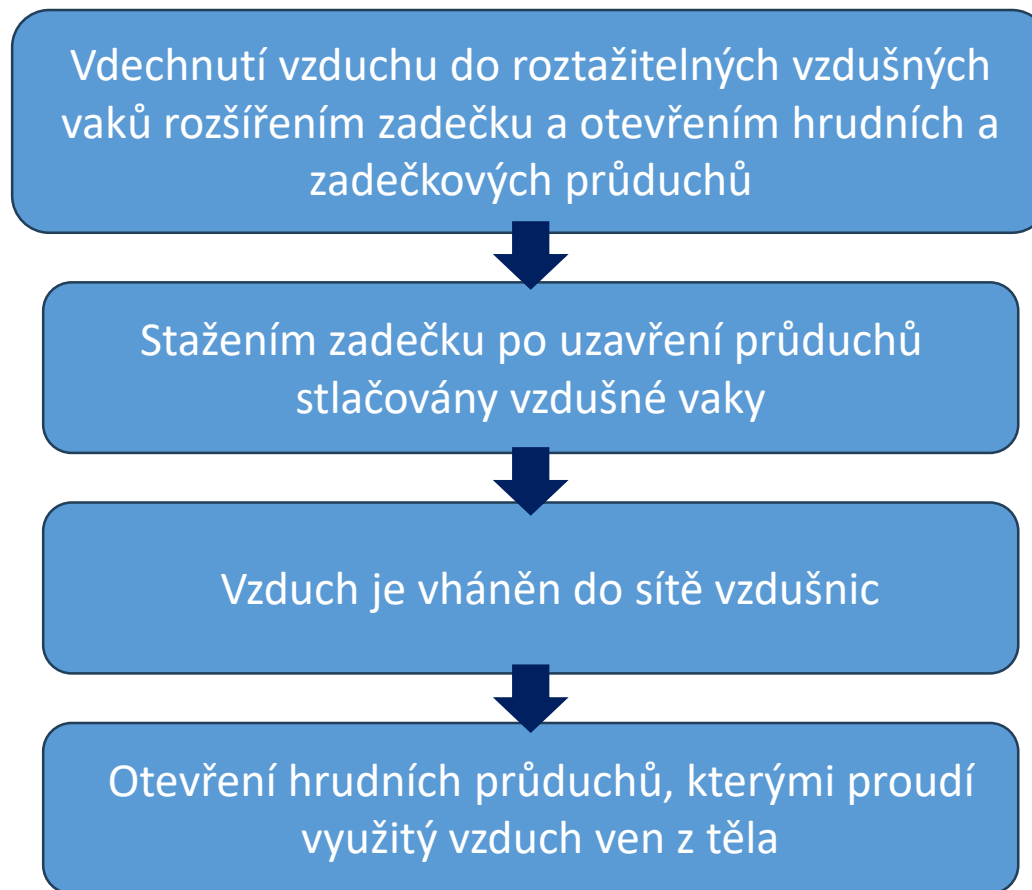 Vdechnutí vzduchu do roztažitelných vzdušných
vaků rozšířením zadečku a otevřením hrudních a
zadečkových průduchů
Stažením zadečku po uzavření průduchů
stlačovány vzdušné vaky
Vzduch je vháněn do sítě vzdušnic
Otevření hrudních průduchů, kterými proudí
využitý vzduch ven z těla